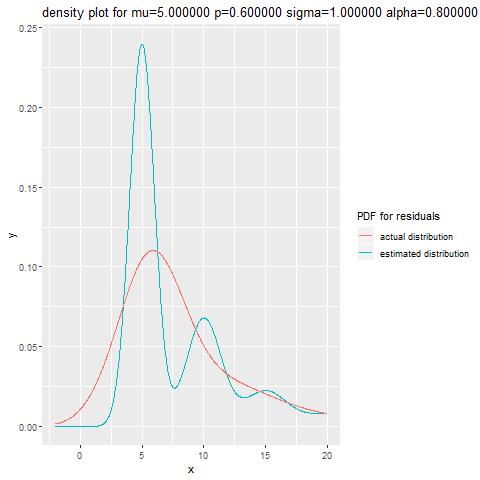 density plot for mu=5.000000 p=0.600000 sigma=1.000000 alpha=0.800000
0.25
0.20
0.15
0.10
0.05
0.00
y
0 5 10 15 20
x
PDF for residuals
actual distribution
estimated distribution